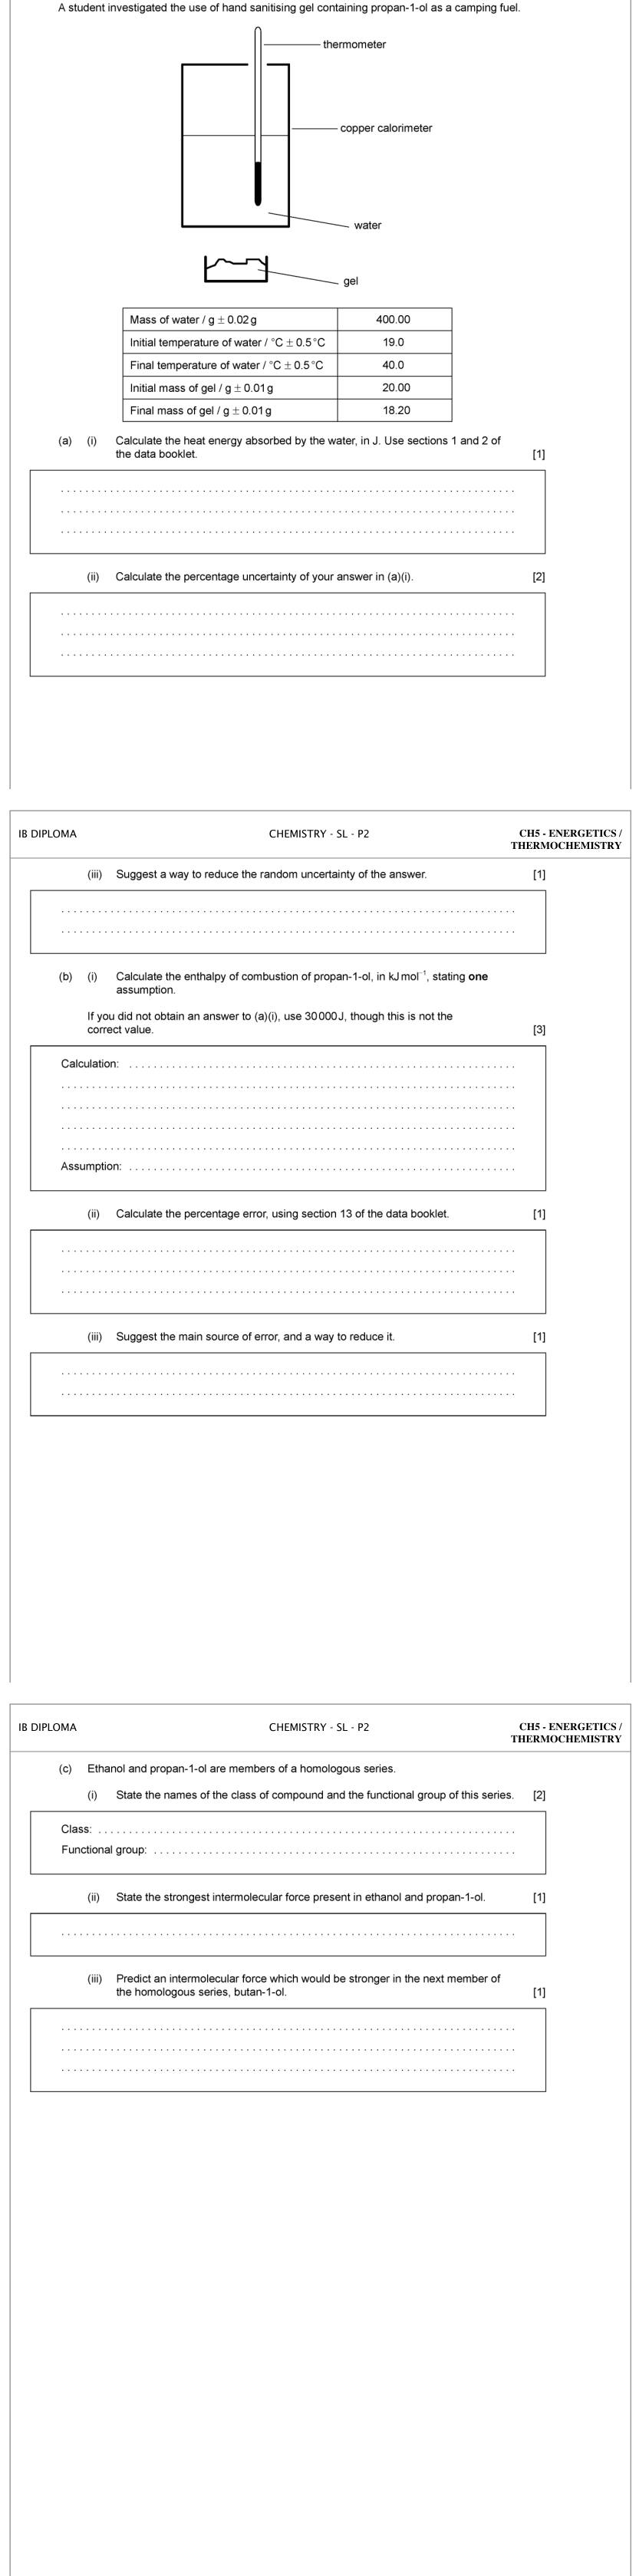 A student investigated the use of hand sanitising gel containing propan-1-ol as a camping fuel.
thermometer
copper calorimeter
water
gel
Mass of water / g ± 0.02 g 400.00
Initial temperature of water / °C ± 0.5 °C 19.0
Final temperature of water / °C ± 0.5 °C 40.0
Initial mass of gel / g ± 0.01 g 20.00
Final mass of gel / g ± 0.01 g 18.20
(a) (i) Calculate the heat energy absorbed by the water, in J. Use sections 1 and 2 of
the data booklet. [1]
(ii) Calculate the percentage uncertainty of your answer in (a)(i). [2]
IB DIPLOMA CHEMISTRY - SL - P2 CH5 - ENERGETICS /
THERMOCHEMISTRY
(iii) Suggest a way to reduce the random uncertainty of the answer. [1]
(b) (i) Calculate the enthalpy of combustion of propan-1-ol, in kJ mol⁻¹, stating one
assumption.
If you did not obtain an answer to (a)(i), use 30 000 J, though this is not the
correct value. [3]
Calculation:
Assumption:
(ii) Calculate the percentage error, using section 13 of the data booklet. [1]
(iii) Suggest the main source of error, and a way to reduce it. [1]
IB DIPLOMA CHEMISTRY - SL - P2 CH5 - ENERGETICS /
THERMOCHEMISTRY
(c) Ethanol and propan-1-ol are members of a homologous series.
(i) State the names of the class of compound and the functional group of this series. [2]
Class:
Functional group:
(ii) State the strongest intermolecular force present in ethanol and propan-1-ol. [1]
(iii) Predict an intermolecular force which would be stronger in the next member of
the homologous series, butan-1-ol. [1]